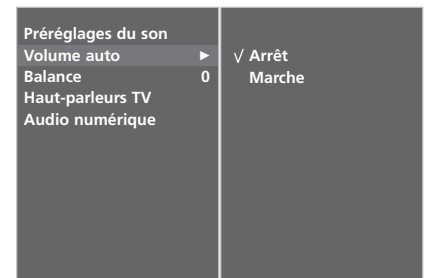 Préréglages du son
Volume auto ►
Balance 0
Haut-parleurs TV
Audio numérique
√ Arrêt
Marche